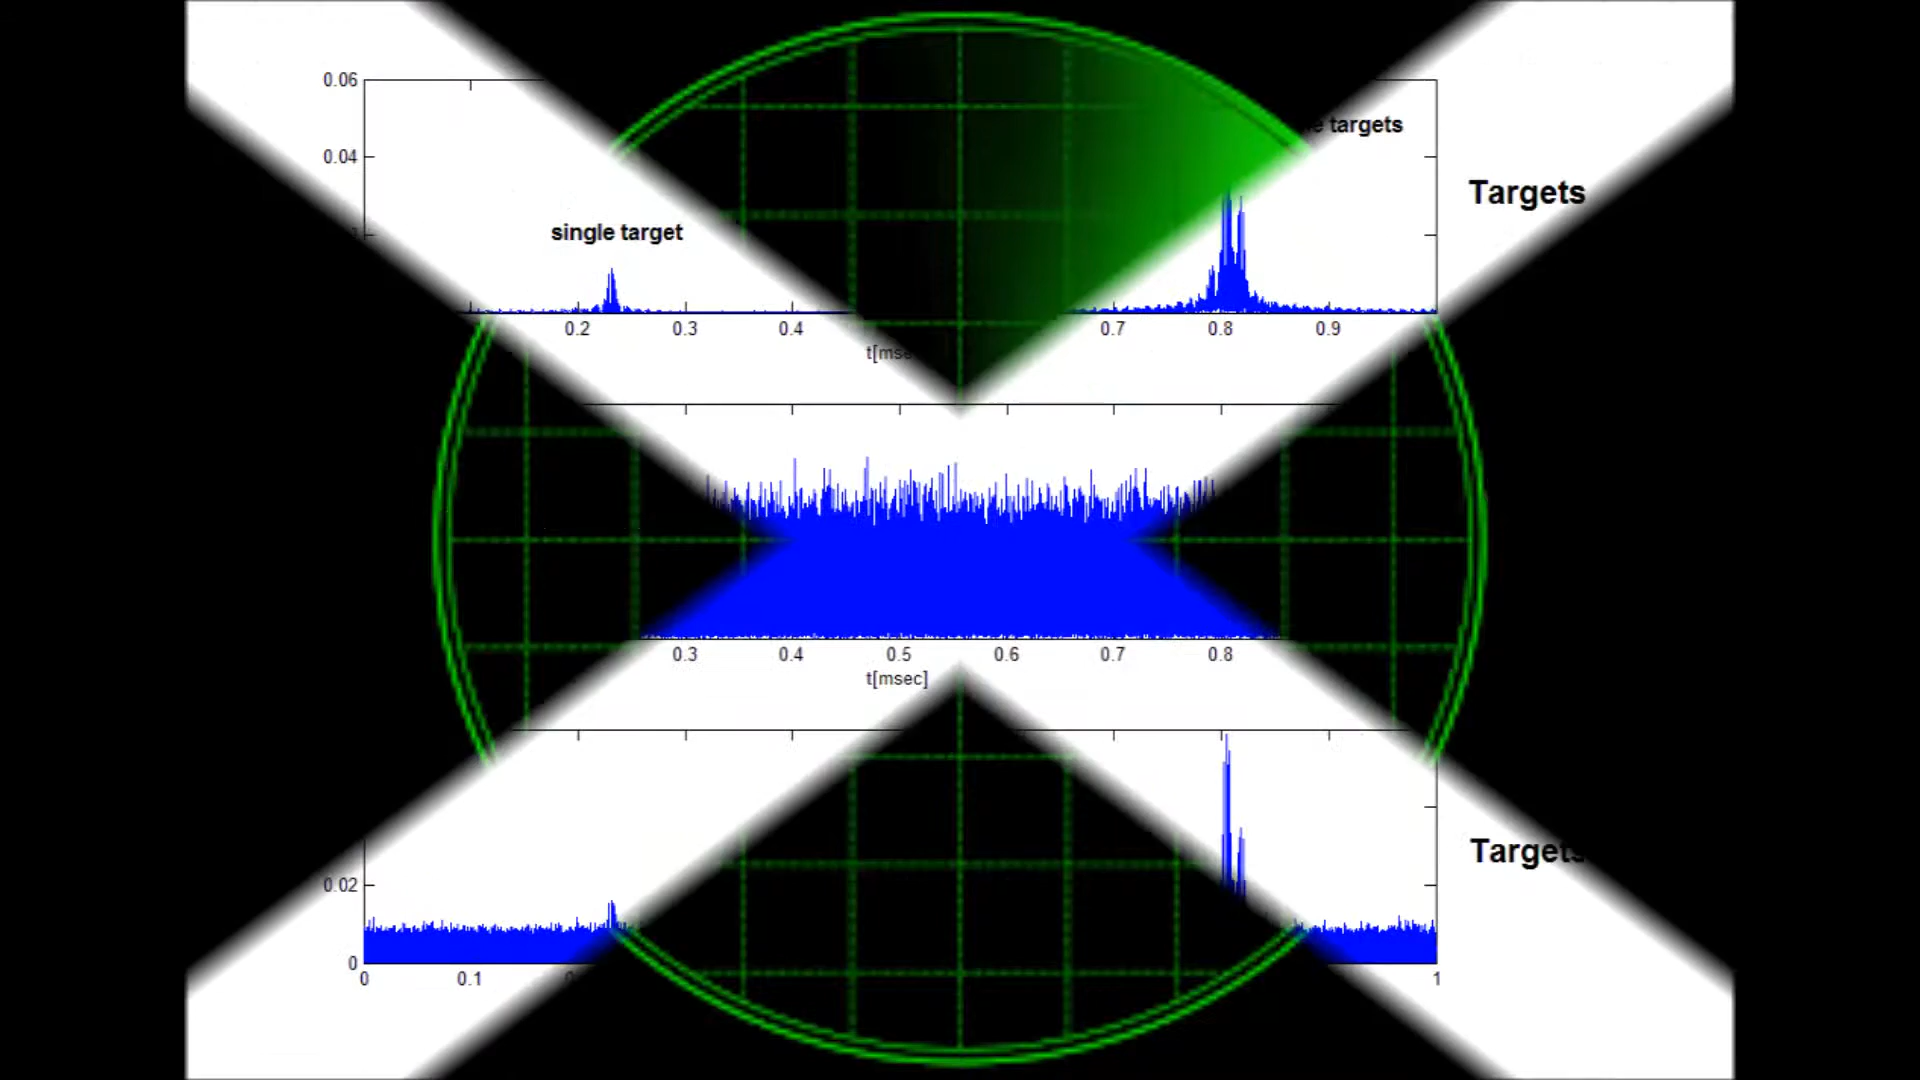 0.06
0.04
targets
Targets
single target
0.2 0.3 0.4 0.7 0.8 0.9
0.3 0.4 0.5 0.6 0.7 0.8
t[msec]
0.02
Targets
0
0 0.1 1